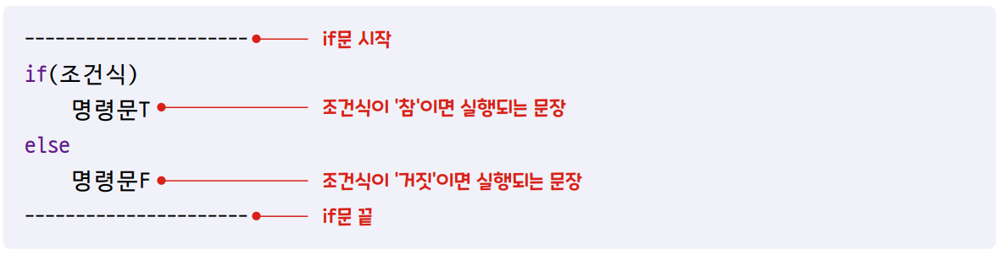 ---------------------- if문 시작
if(조건식)
명령문T 조건식이 '참'이면 실행되는 문장
else
명령문F 조건식이 '거짓'이면 실행되는 문장
---------------------- if문 끝